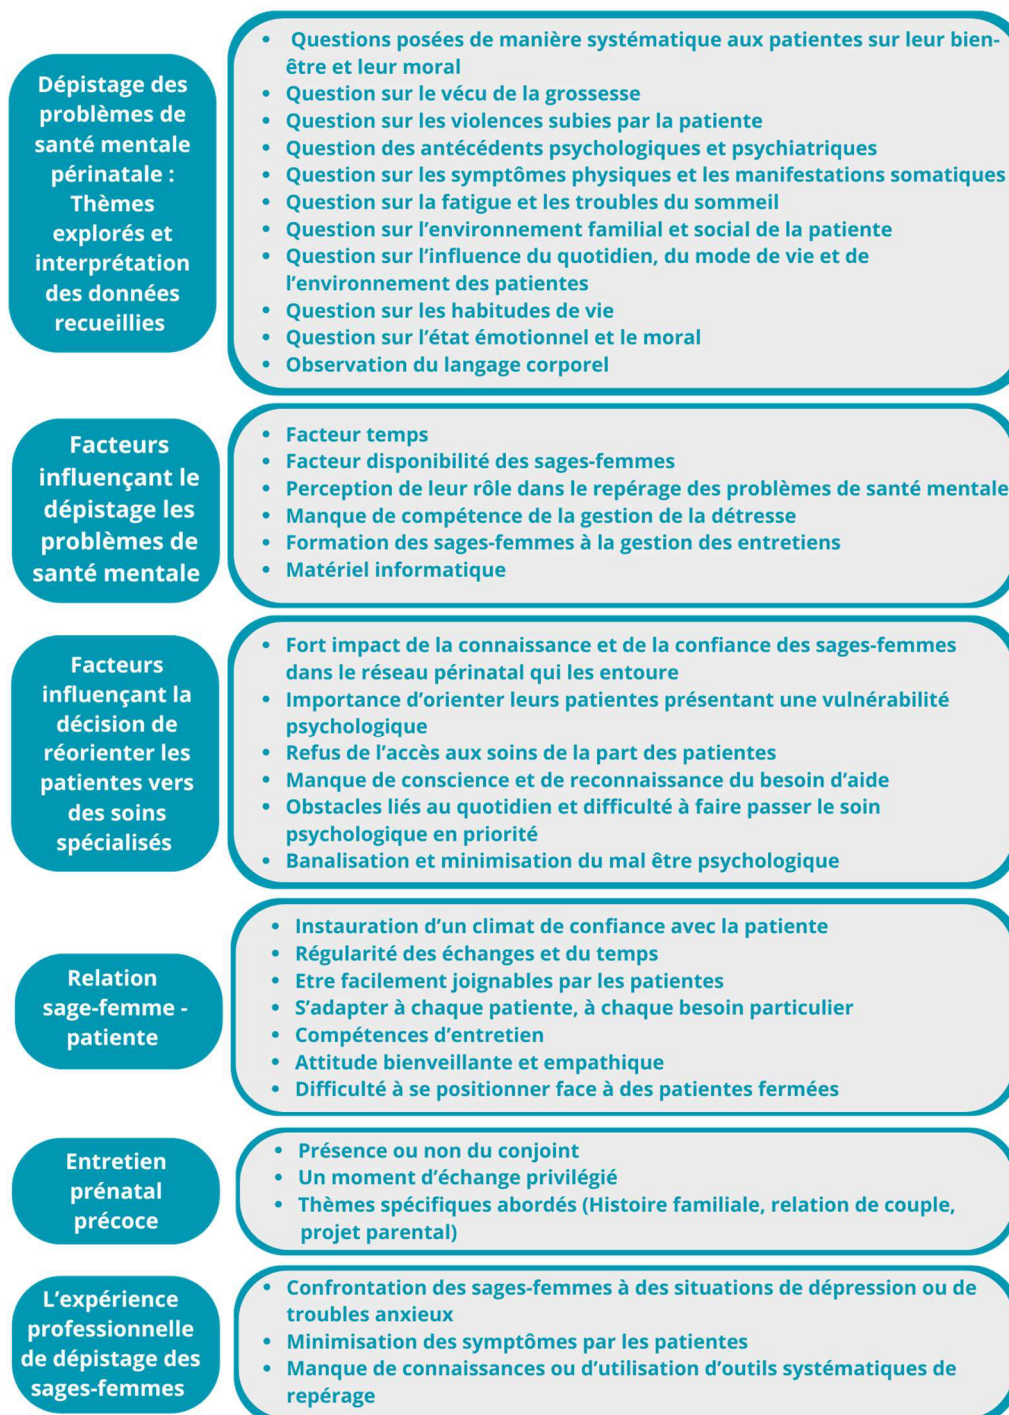 Dépistage des
problèmes de
santé mentale
périnatale :
Thèmes
explorés et
interprétation
des données
recueillies
• Questions posées de manière systématique aux patientes sur leur bien-
être et leur moral
• Question sur le vécu de la grossesse
• Question sur les violences subies par la patiente
• Question des antécédents psychologiques et psychiatriques
• Question sur les symptômes physiques et les manifestations somatiques
• Question sur la fatigue et les troubles du sommeil
• Question sur l’environnement familial et social de la patiente
• Question sur l’influence du quotidien, du mode de vie et de
l’environnement des patientes
• Question sur les habitudes de vie
• Question sur l’état émotionnel et le moral
• Observation du langage corporel
Facteurs
influençant le
dépistage les
problèmes de
santé mentale
• Facteur temps
• Facteur disponibilité des sages-femmes
• Perception de leur rôle dans le repérage des problèmes de santé mentale
• Manque de compétence de la gestion de la détresse
• Formation des sages-femmes à la gestion des entretiens
• Matériel informatique
Facteurs
influençant la
décision de
réorienter les
patientes vers
des soins
spécialisés
• Fort impact de la connaissance et de la confiance des sages-femmes
dans le réseau périnatal qui les entoure
• Importance d’orienter leurs patientes présentant une vulnérabilité
psychologique
• Refus de l’accès aux soins de la part des patientes
• Manque de conscience et de reconnaissance du besoin d’aide
• Obstacles liés au quotidien et difficulté à faire passer le soin
psychologique en priorité
• Banalisation et minimisation du mal être psychologique
Relation
sage-femme -
patiente
• Instauration d’un climat de confiance avec la patiente
• Régularité des échanges et du temps
• Etre facilement joignables par les patientes
• S’adapter à chaque patiente, à chaque besoin particulier
• Compétences d’entretien
• Attitude bienveillante et empathique
• Difficulté à se positionner face à des patientes fermées
Entretien
prénatal
précoce
• Présence ou non du conjoint
• Un moment d’échange privilégié
• Thèmes spécifiques abordés (Histoire familiale, relation de couple,
projet parental)
L’expérience
professionnelle
de dépistage des
sages-femmes
• Confrontation des sages-femmes à des situations de dépression ou de
troubles anxieux
• Minimisation des symptômes par les patientes
• Manque de connaissances ou d’utilisation d’outils systématiques de
repérage